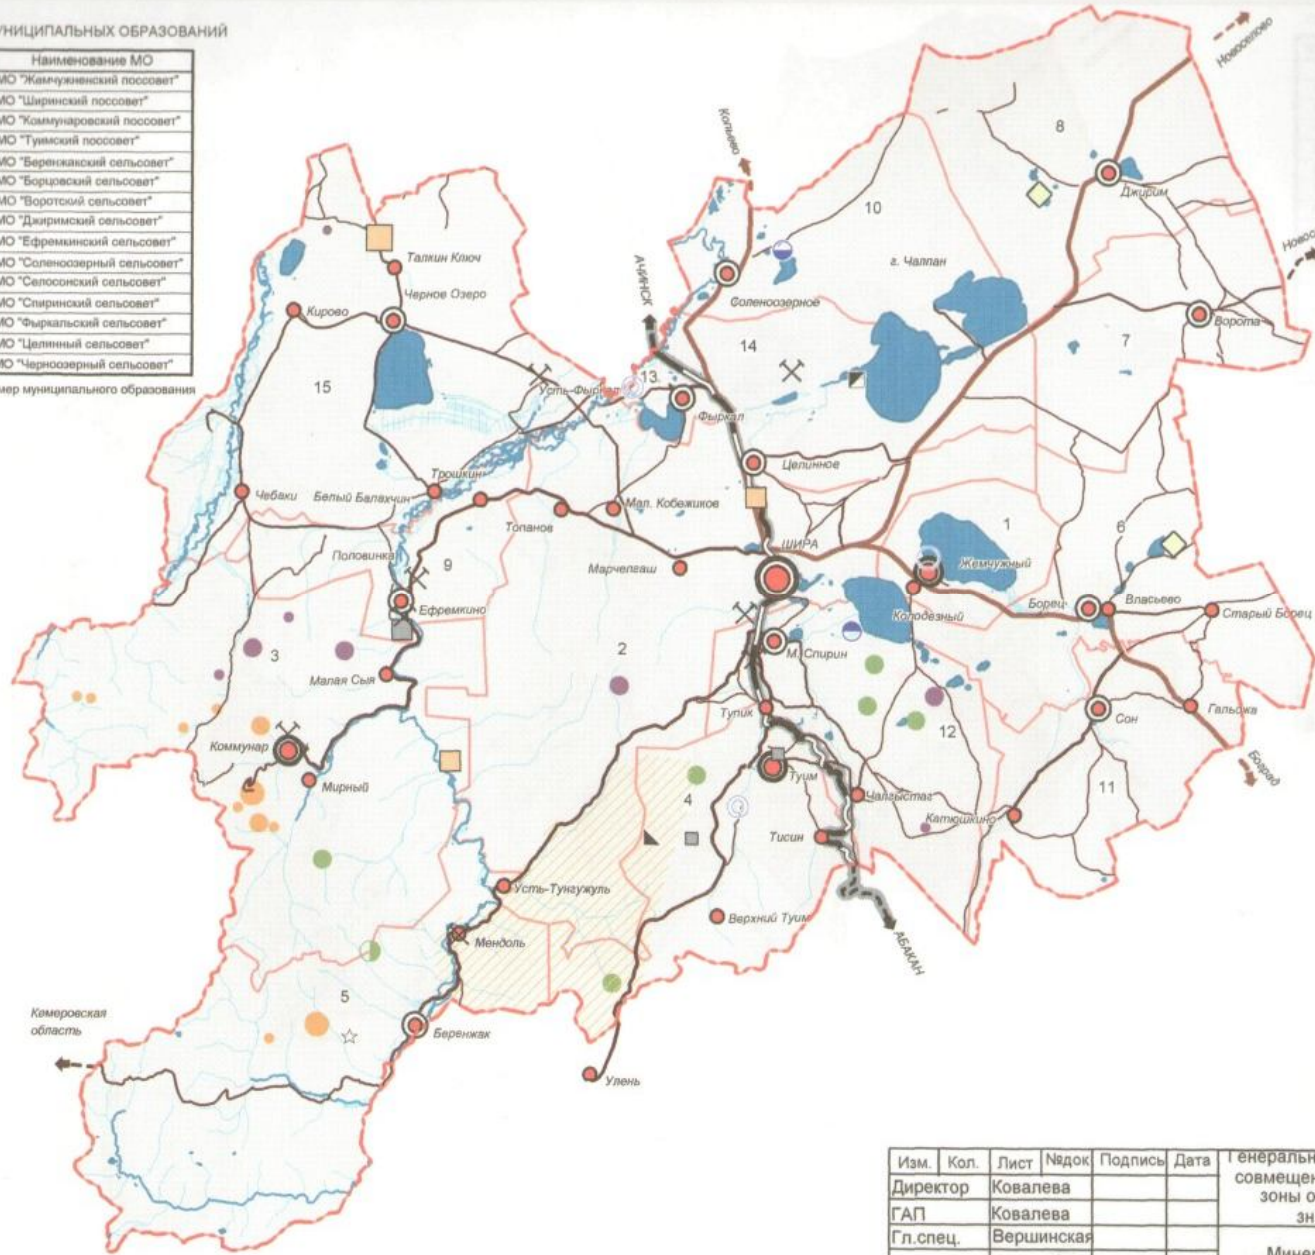 УНИЦИПАЛЬНЫХ ОБРАЗОВАНИЙ
Наименование МО
МО "Жемчужненский поссовет"
МО "Ширинский поссовет"
МО "Коммунаровский поссовет"
МО "Туимский поссовет"
МО "Беренжакский сельсовет"
МО "Борцовский сельсовет"
МО "Воротский сельсовет"
МО "Джиримский сельсовет"
МО "Ефремкинский сельсовет"
МО "Соленоозерный сельсовет"
МО "Селосонский сельсовет"
МО "Спиринский сельсовет"
МО "Фыркальский сельсовет"
МО "Целинный сельсовет"
МО "Черноозерный сельсовет"
мер муниципального образования
Новоселово
Копьево
8
Джирим
10
г. Чалпан
Новос
Талкин Ключ
АЧИНСК
Черное Озеро
Соленоозерное
Кирово
Ворота
7
14
13
15
Усть-Фыркал
Фыркал
Целинное
Трошкин
Чебаки
Белый Балахчин
Мал. Кобежиков
Топанов
1
6
ШИРА
Половинка
9
Марчелгаш
Жемчужный
Ефремкино
Колодезный
Борец
Власьево
Старый Борец
3
2
М. Спирин
Малая Сыя
Тупик
12
Сон
Гальджа
Коммунар
Боград
Мирный
Туим
4
Чалгыстаг
11
Катюшкино
Тисин
Усть-Тунгужуль
Верхний Туим
Мендоль
АБАКАН
5
Кемеровская
область
Беренжак
Улень
Изм. Кол. Лист №док Подпись Дата
Генеральн
совмещен
зоны о
зн
Директор Ковалева
ГАП Ковалева
Гл.спец. Вершинская
Минер